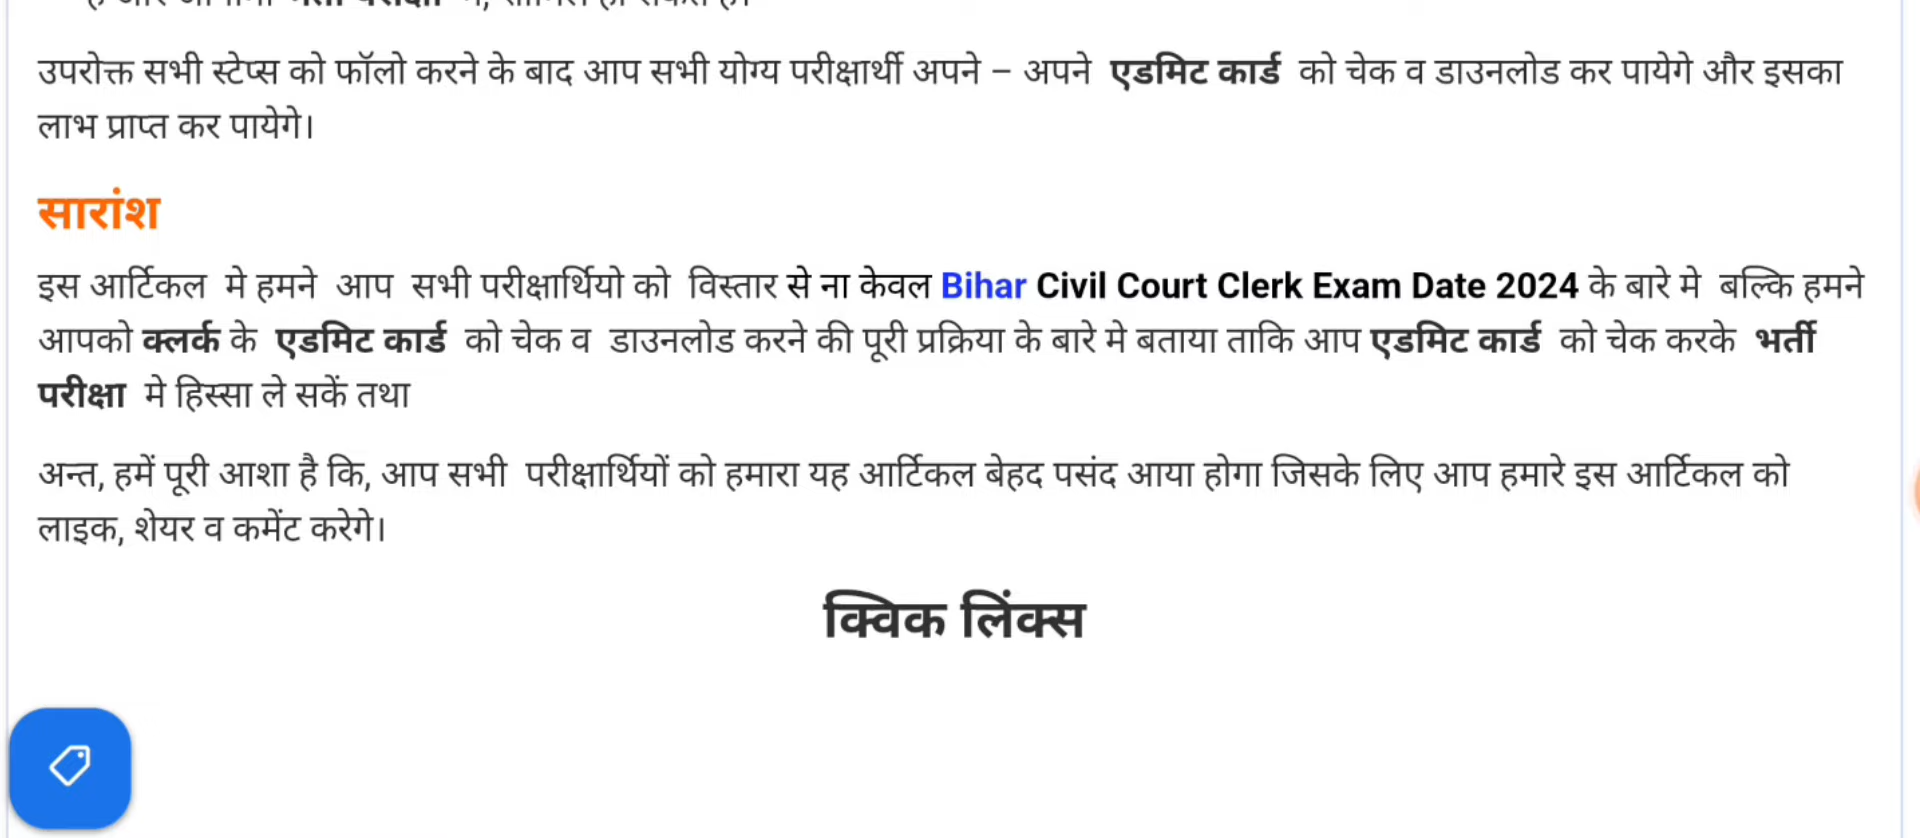 उपरोक्त सभी स्टेप्स को फॉलो करने के बाद आप सभी योग्य परीक्षार्थी अपने – अपने एडमिट कार्ड को चेक व डाउनलोड कर पायेगे और इसका
लाभ प्राप्त कर पायेगे।
सारांश
इस आर्टिकल मे हमने आप सभी परीक्षार्थियो को विस्तार से ना केवल Bihar Civil Court Clerk Exam Date 2024 के बारे मे बल्कि हमने
आपको क्लर्क के एडमिट कार्ड को चेक व डाउनलोड करने की पूरी प्रक्रिया के बारे मे बताया ताकि आप एडमिट कार्ड को चेक करके भर्ती
परीक्षा मे हिस्सा ले सकें तथा
अन्त, हमें पूरी आशा है कि, आप सभी परीक्षार्थियों को हमारा यह आर्टिकल बेहद पसंद आया होगा जिसके लिए आप हमारे इस आर्टिकल को
लाइक, शेयर व कमेंट करेगे।
क्विक लिंक्स